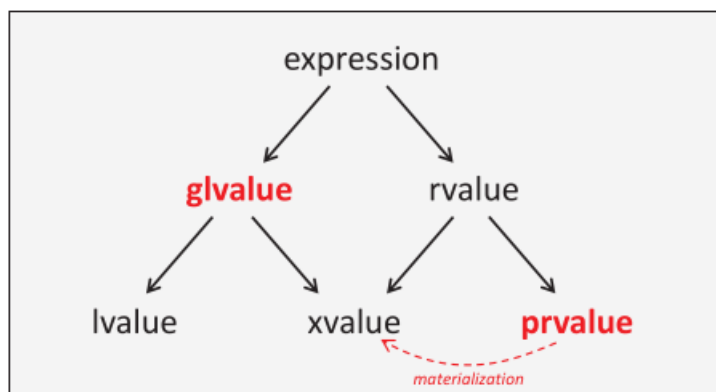 expression
glvalue rvalue
lvalue xvalue prvalue
materialization